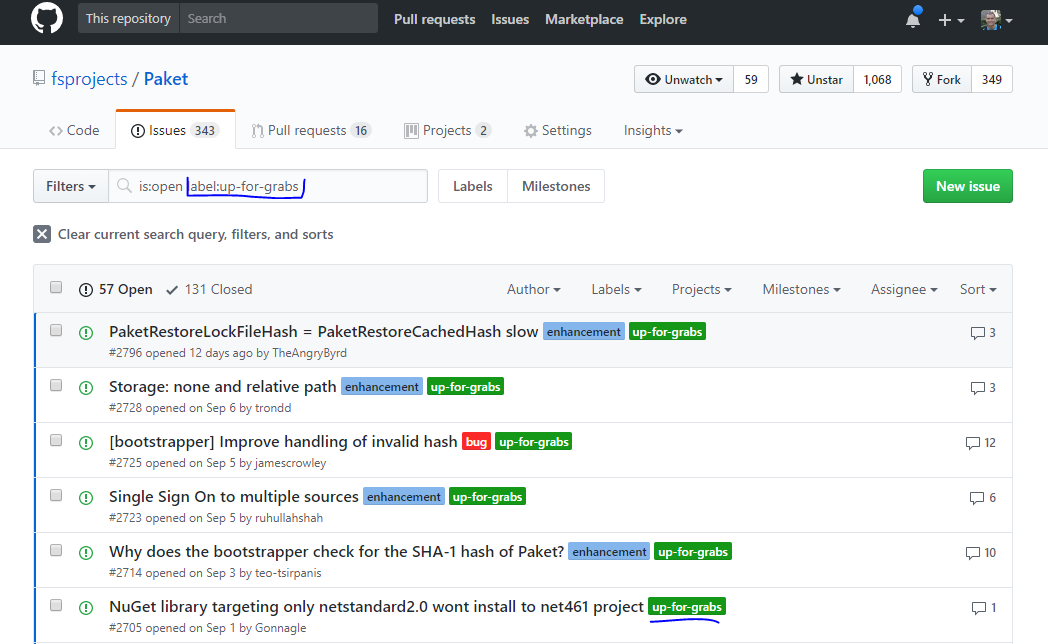 This repository Search Pull requests Issues Marketplace Explore
fsprojects / Paket Unwatch 59 Unstar 1,068 Fork 349
Code Issues 343 Pull requests 16 Projects 2 Settings Insights
Filters is:open label:up-for-grabs Labels Milestones New issue
Clear current search query, filters, and sorts
57 Open 131 Closed Author Labels Projects Milestones Assignee Sort
PaketRestoreLockFileHash = PaketRestoreCachedHash slow enhancement up-for-grabs 3
#2796 opened 12 days ago by TheAngryByrd
Storage: none and relative path enhancement up-for-grabs 3
#2728 opened on Sep 6 by trondd
[bootstrapper] Improve handling of invalid hash bug up-for-grabs 12
#2725 opened on Sep 5 by jamescrowley
Single Sign On to multiple sources enhancement up-for-grabs 6
#2723 opened on Sep 5 by ruhullahshah
Why does the bootstrapper check for the SHA-1 hash of Paket? enhancement up-for-grabs 10
#2714 opened on Sep 3 by teo-tsirpanis
NuGet library targeting only netstandard2.0 wont install to net461 project up-for-grabs 1
#2705 opened on Sep 1 by Gonnagle